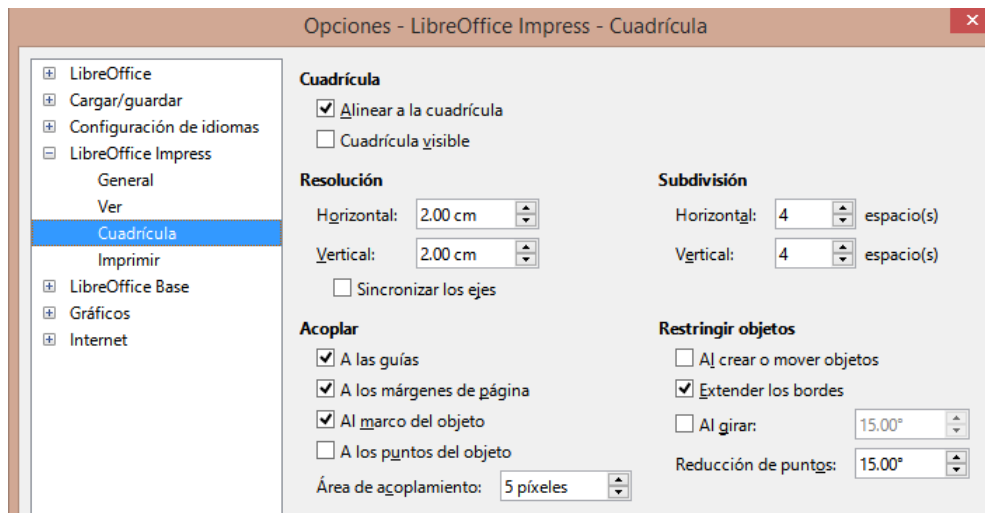 Opciones - LibreOffice Impress - Cuadrícula
LibreOffice
Cargar/guardar
Configuración de idiomas
LibreOffice Impress
General
Ver
Cuadrícula
Imprimir
LibreOffice Base
Gráficos
Internet
Cuadrícula
Alinear a la cuadrícula
Cuadrícula visible
Resolución
Horizontal: 2.00 cm
Vertical: 2.00 cm
Sincronizar los ejes
Subdivisión
Horizontal: 4 espacio(s)
Vertical: 4 espacio(s)
Acoplar
A las guías
A los márgenes de página
Al marco del objeto
A los puntos del objeto
Área de acoplamiento: 5 píxeles
Restringir objetos
Al crear o mover objetos
Extender los bordes
Al girar: 15.00°
Reducción de puntos: 15.00°